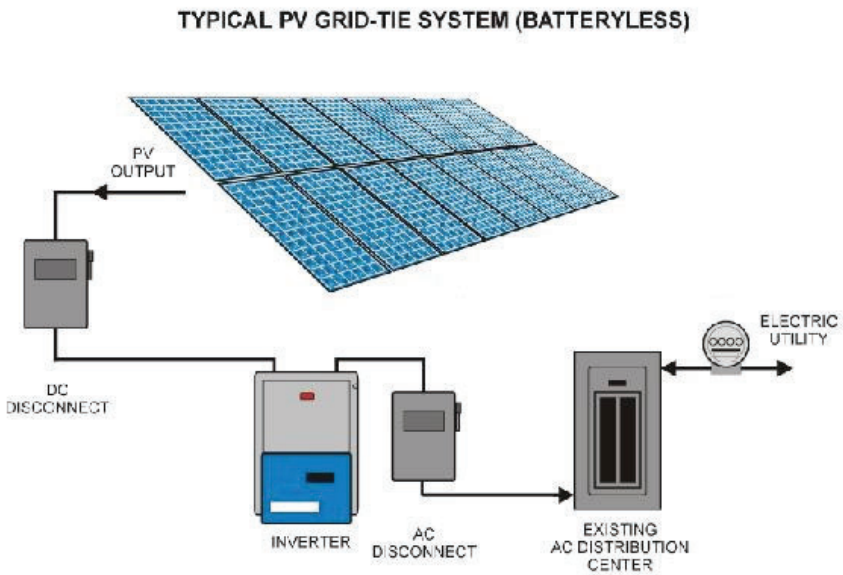 TYPICAL PV GRID-TIE SYSTEM (BATTERYLESS)
PV
OUTPUT
ELECTRIC
UTILITY
DC
DISCONNECT
INVERTER
AC
DISCONNECT
EXISTING
AC DISTRIBUTION
CENTER